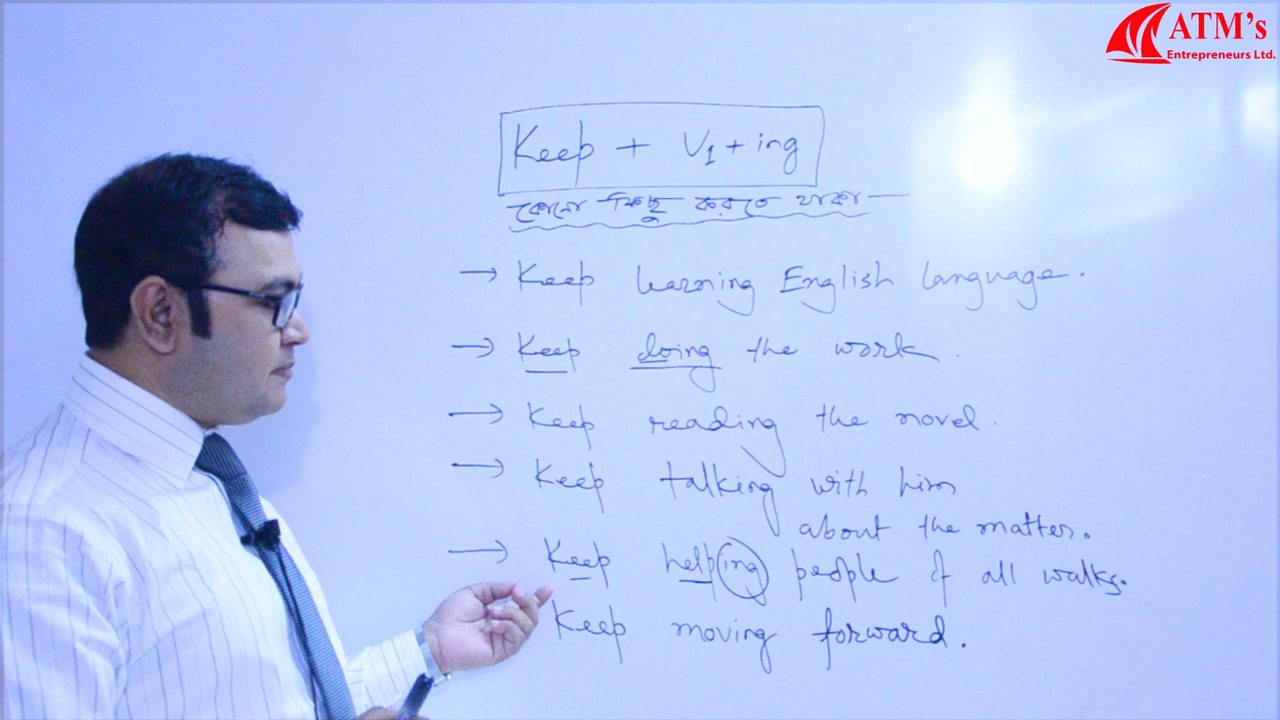 ATM's
Entrepreneurs Ltd.
Keep + V1 + ing
কোনো কিছু করতে থাকা
→ Keep learning English language.
→ Keep doing the work.
→ Keep reading the novel.
→ Keep talking with him
about the matter.
→ Keep helping people of all walks.
Keep moving forward.